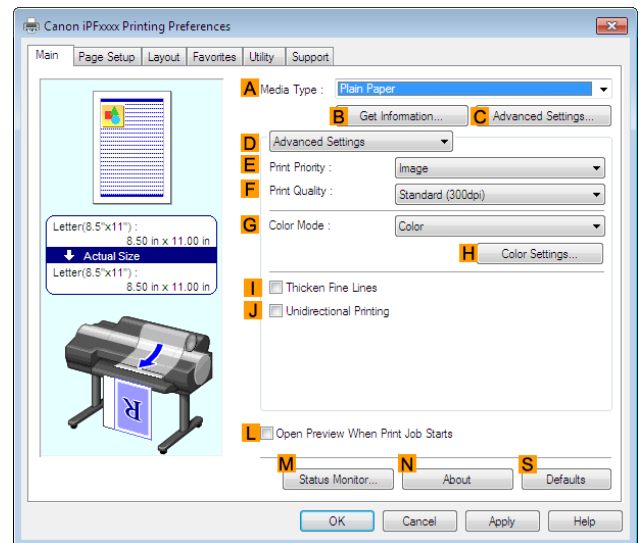 Canon iPFxxxx Printing Preferences
Main Page Setup Layout Favorites Utility Support
A Media Type : Plain Paper
B Get Information... C Advanced Settings...
D Advanced Settings
E Print Priority : Image
F Print Quality : Standard (300dpi)
G Color Mode : Color
H Color Settings...
Letter(8.5"x11") :
8.50 in x 11.00 in
Actual Size
Letter(8.5"x11") :
8.50 in x 11.00 in
I Thicken Fine Lines
J Unidirectional Printing
R
L Open Preview When Print Job Starts
M Status Monitor... N About S Defaults
OK Cancel Apply Help